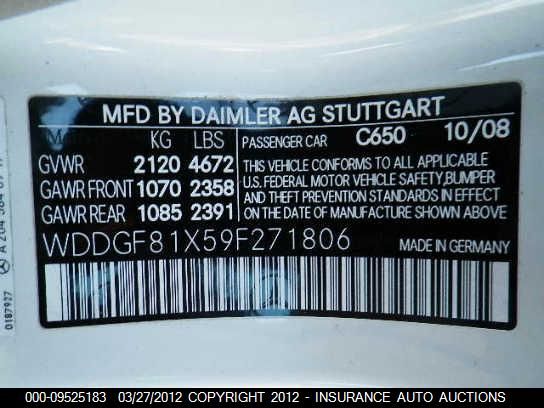 MFD BY DAIMLER AG STUTTGART
KG LBS PASSENGER CAR C650 10/08
GVWR 2120 4672
GAWR FRONT 1070 2358
GAWR REAR 1085 2391
THIS VEHICLE CONFORMS TO ALL APPLICABLE
U.S. FEDERAL MOTOR VEHICLE SAFETY, BUMPER
AND THEFT PREVENTION STANDARDS IN EFFECT
ON DATE OF MANUFACTURE SHOWN ABOVE.
WDDGF81X59F271806 MADE IN GERMANY
0187927
000-09525183 03/27/2012 COPYRIGHT 2012 - INSURANCE AUTO AUCTIONS